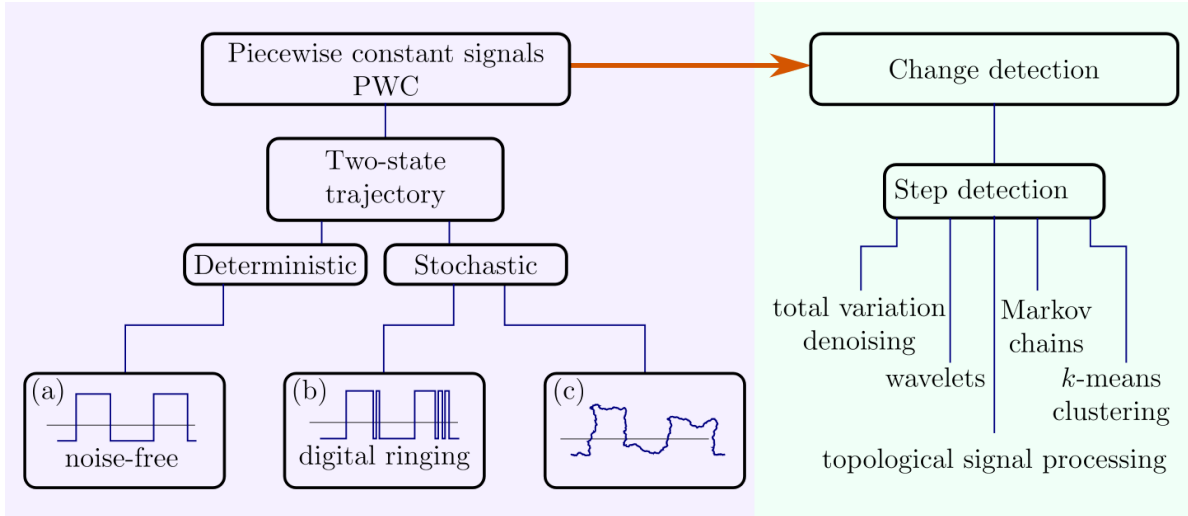 Piecewise constant signals
PWC
Two-state
trajectory
Deterministic
Stochastic
(a)
noise-free
(b)
digital ringing
(c)
Change detection
Step detection
total variation
denoising
wavelets
topological signal processing
Markov
chains
k-means
clustering